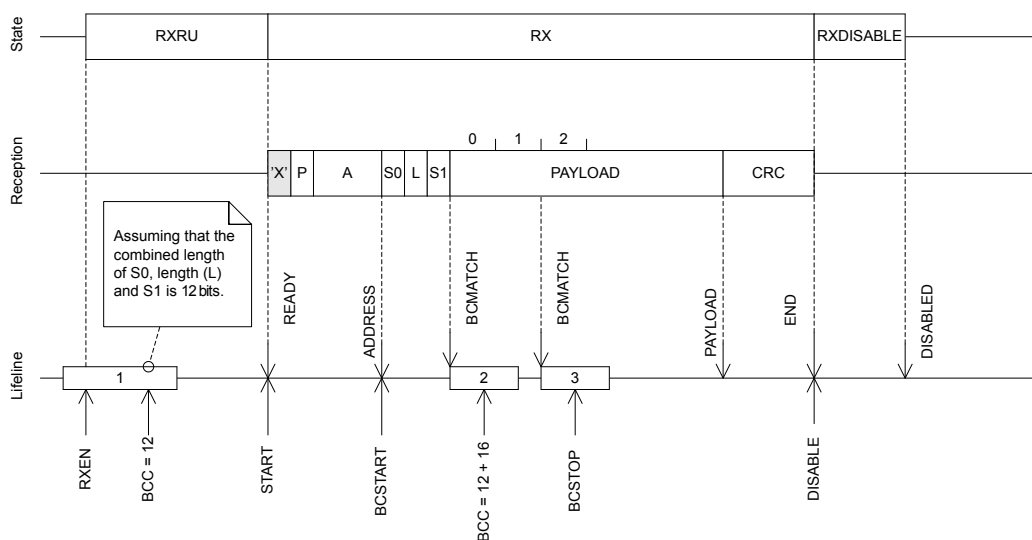 State
RXRU
RX
RXDISABLE
Reception
0
1
2
'X'
P
A
S0
L
S1
PAYLOAD
CRC
Assuming that the
combined length
of S0, length (L)
and S1 is 12 bits.
READY
ADDRESS
BCMATCH
BCMATCH
PAYLOAD
END
DISABLED
Lifeline
1
2
3
RXEN
BCC = 12
START
BCSTART
BCC = 12 + 16
BCSTOP
DISABLE